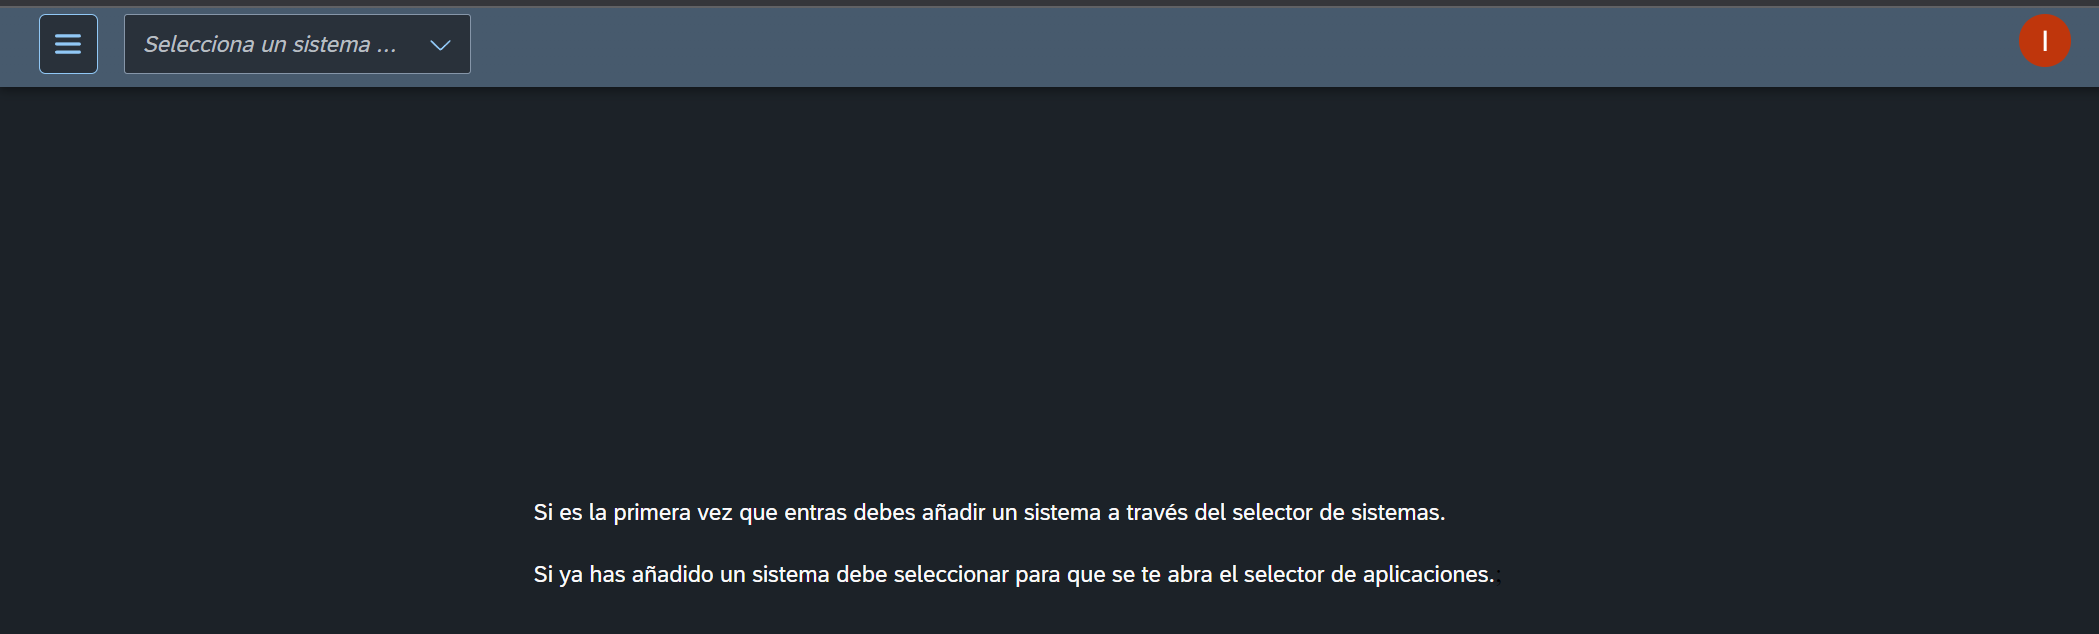 Selecciona un sistema ...
I
Si es la primera vez que entras debes añadir un sistema a través del selector de sistemas.
Si ya has añadido un sistema debe seleccionar para que se te abra el selector de aplicaciones.;